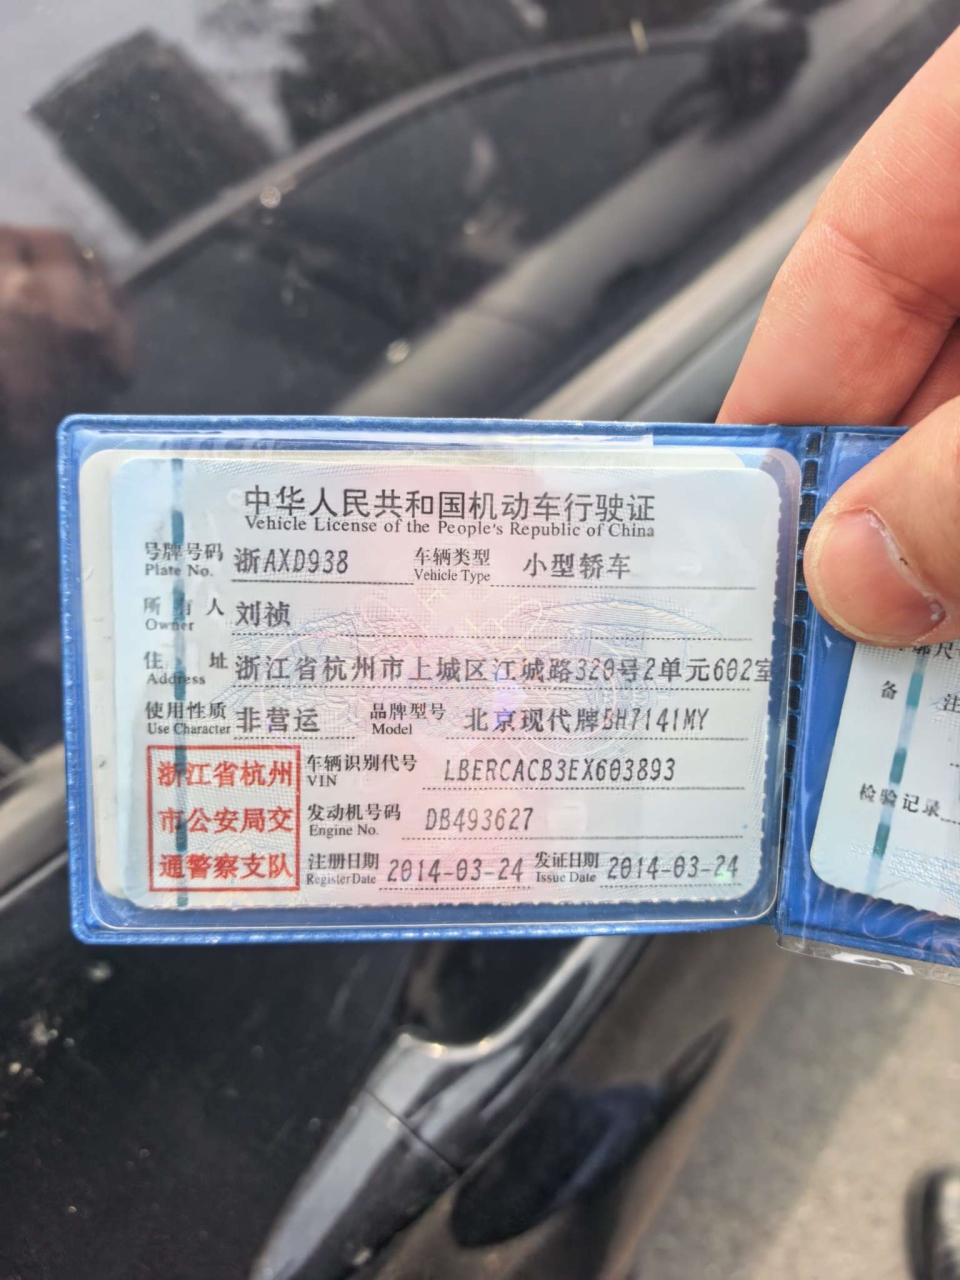 中华人民共和国机动车行驶证
Vehicle License of the People's Republic of China
号牌号码 浙AXD938 车辆类型 小型轿车
Plate No. Vehicle Type
所有人 刘祯
Owner
住址 浙江省杭州市上城区江城路320号2单元602室
Address
使用性质 非营运 品牌型号 北京现代牌BH7141MY
Use Character Model
浙江省杭州
市公安局交
通警察支队
车辆识别代号 LBERCACB3EX603893
VIN
发动机号码 DB493627
Engine No.
注册日期 2014-03-24 发证日期 2014-03-24
Register Date Issue Date
备
注
检验记录